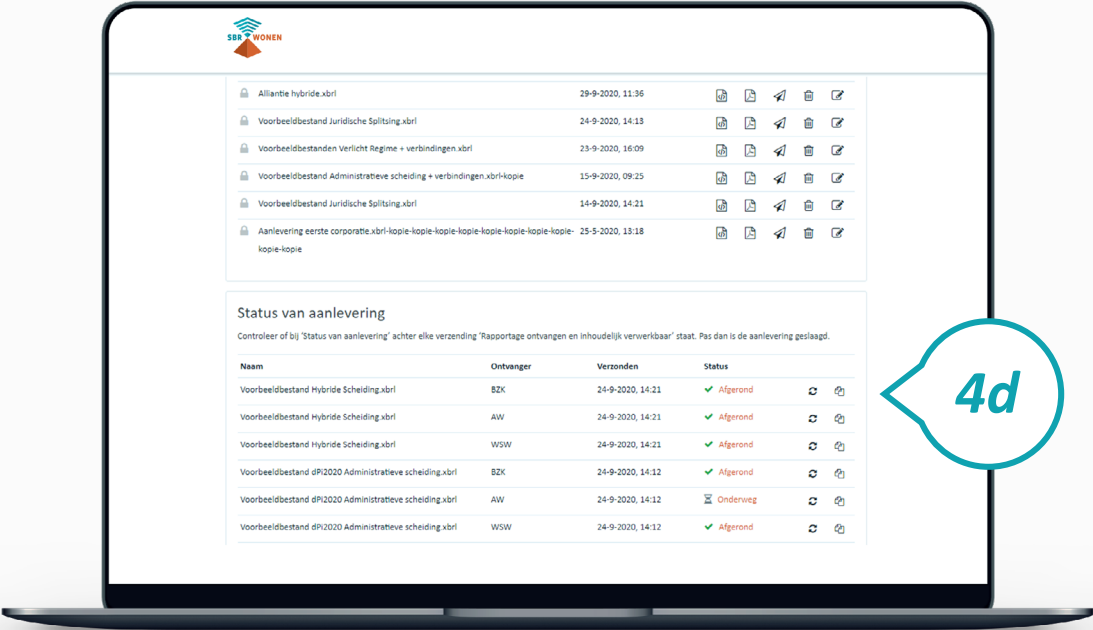 SBR WONEN
Alliantie hybride.xbrl 29-9-2020, 11:36
Voorbeeldbestand Juridische Splitsing.xbrl 24-9-2020, 14:13
Voorbeeldbestanden Verlicht Regime + verbindingen.xbrl 23-9-2020, 16:09
Voorbeeldbestand Administratieve scheiding + verbindingen.xbrl-kopie 15-9-2020, 09:25
Voorbeeldbestand Juridische Splitsing.xbrl 14-9-2020, 14:21
Aanlevering eerste corporatie.xbrl-kopie-kopie-kopie-kopie-kopie-kopie-kopie-kopie- 25-5-2020, 13:18
kopie-kopie
Status van aanlevering
Controleer of bij 'Status van aanlevering' achter elke verzending 'Rapportage ontvangen en inhoudelijk verwerkbaar' staat. Pas dan is de aanlevering geslaagd.
Naam Ontvanger Verzonden Status
Voorbeeldbestand Hybride Scheiding.xbrl BZK 24-9-2020, 14:21 Afgerond
Voorbeeldbestand Hybride Scheiding.xbrl AW 24-9-2020, 14:21 Afgerond
Voorbeeldbestand Hybride Scheiding.xbrl WSW 24-9-2020, 14:21 Afgerond
Voorbeeldbestand dPi2020 Administratieve scheiding.xbrl BZK 24-9-2020, 14:12 Afgerond
Voorbeeldbestand dPi2020 Administratieve scheiding.xbrl AW 24-9-2020, 14:12 Onderweg
Voorbeeldbestand dPi2020 Administratieve scheiding.xbrl WSW 24-9-2020, 14:12 Afgerond
4d